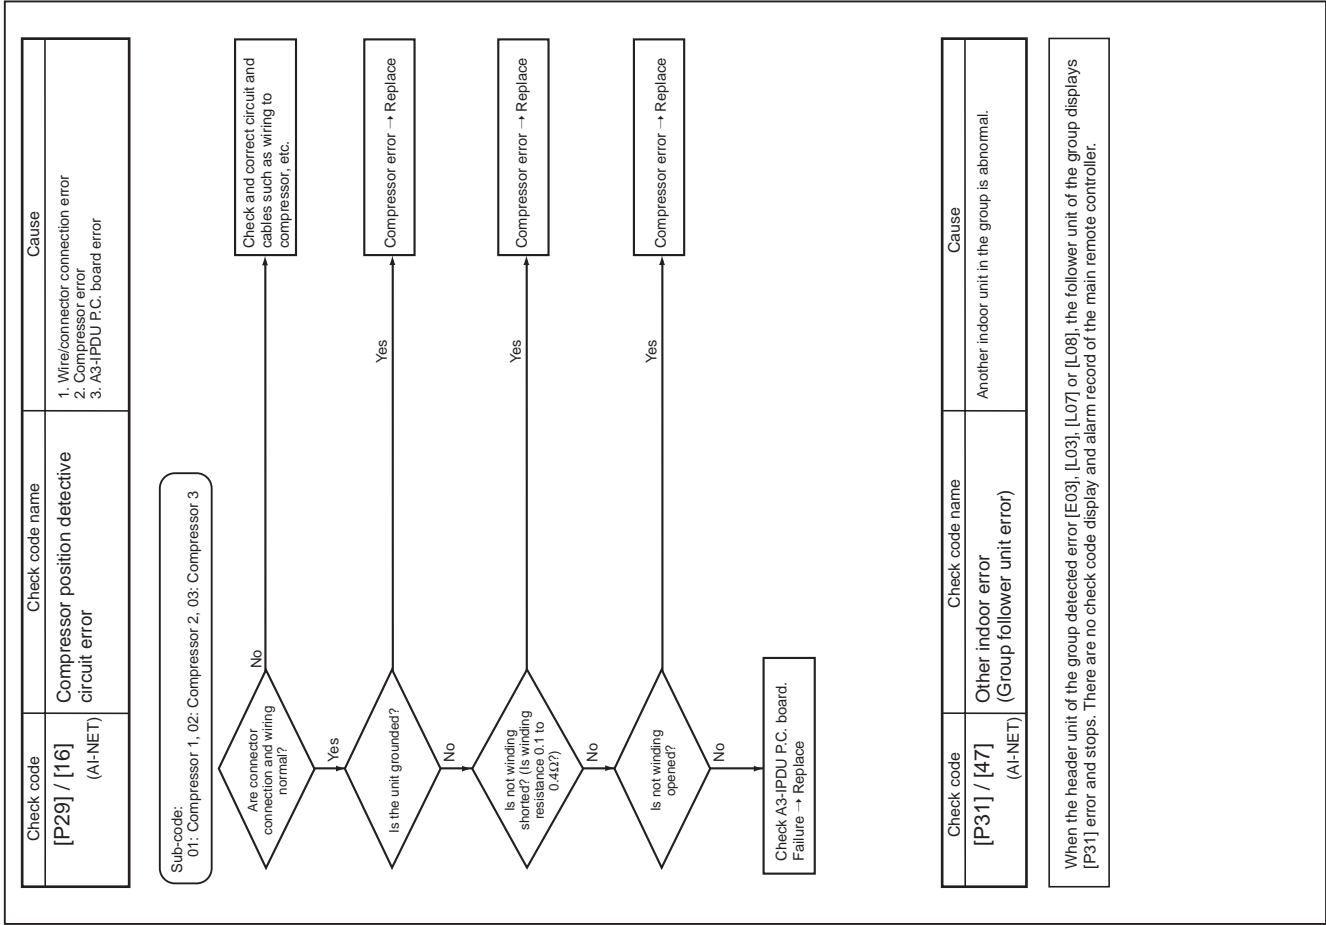 Check code
Check code name
Cause
[P29] / [16]
(AI-NET)
Compressor position detective
circuit error
1. Wire/connector connection error
2. Compressor error
3. A3-IPDU P.C. board error
Sub-code:
01: Compressor 1, 02: Compressor 2, 03: Compressor 3
Are connector
connection and wiring
normal?
No
Check and correct circuit and
cables such as wiring to
compressor, etc.
Yes
Is the unit grounded?
Yes
Compressor error → Replace
No
Is not winding
shorted? (Is winding
resistance 0.1 to
0.4Ω?)
Yes
Compressor error → Replace
No
Is not winding
opened?
Yes
Compressor error → Replace
No
Check A3-IPDU P.C. board.
Failure → Replace
Check code
Check code name
Cause
[P31] / [47]
(AI-NET)
Other indoor error
(Group follower unit error)
Another indoor unit in the group is abnormal.
When the header unit of the group detected error [E03], [L03], [L07] or [L08], the follower unit of the group displays
[P31] error and stops. There are no check code display and alarm record of the main remote controller.